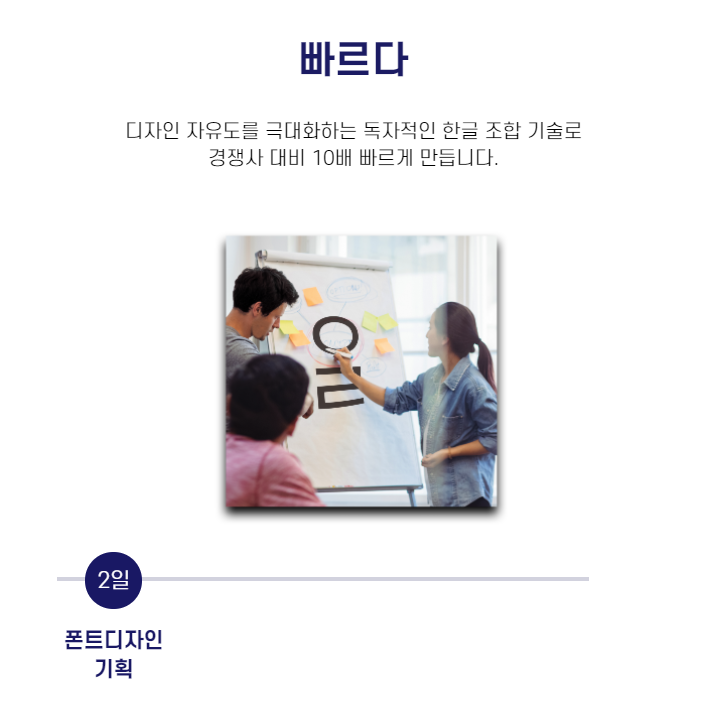 빠르다
디자인 자유도를 극대화하는 독자적인 한글 조합 기술로
경쟁사 대비 10배 빠르게 만듭니다.
2일
폰트디자인
기획